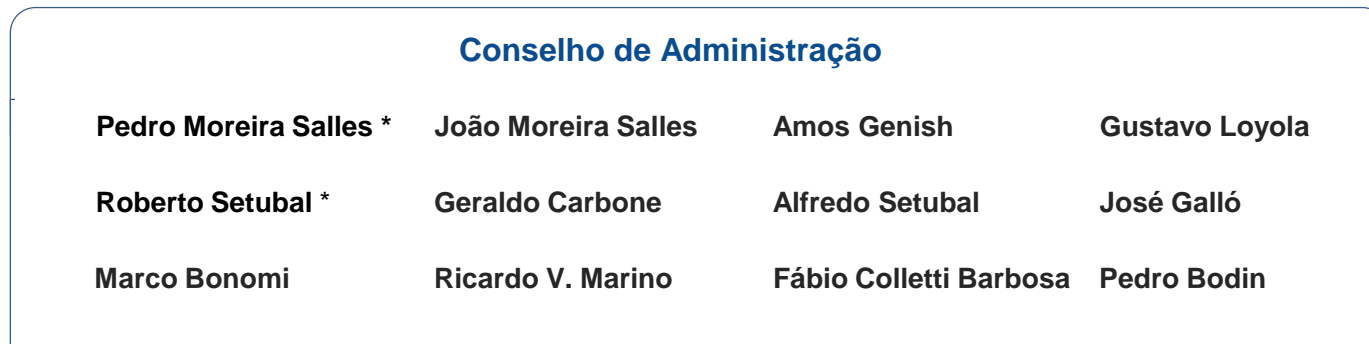 Conselho de Administração
Pedro Moreira Salles * João Moreira Salles Amos Genish Gustavo Loyola
Roberto Setubal * Geraldo Carbone Alfredo Setubal José Galló
Marco Bonomi Ricardo V. Marino Fábio Colletti Barbosa Pedro Bodin